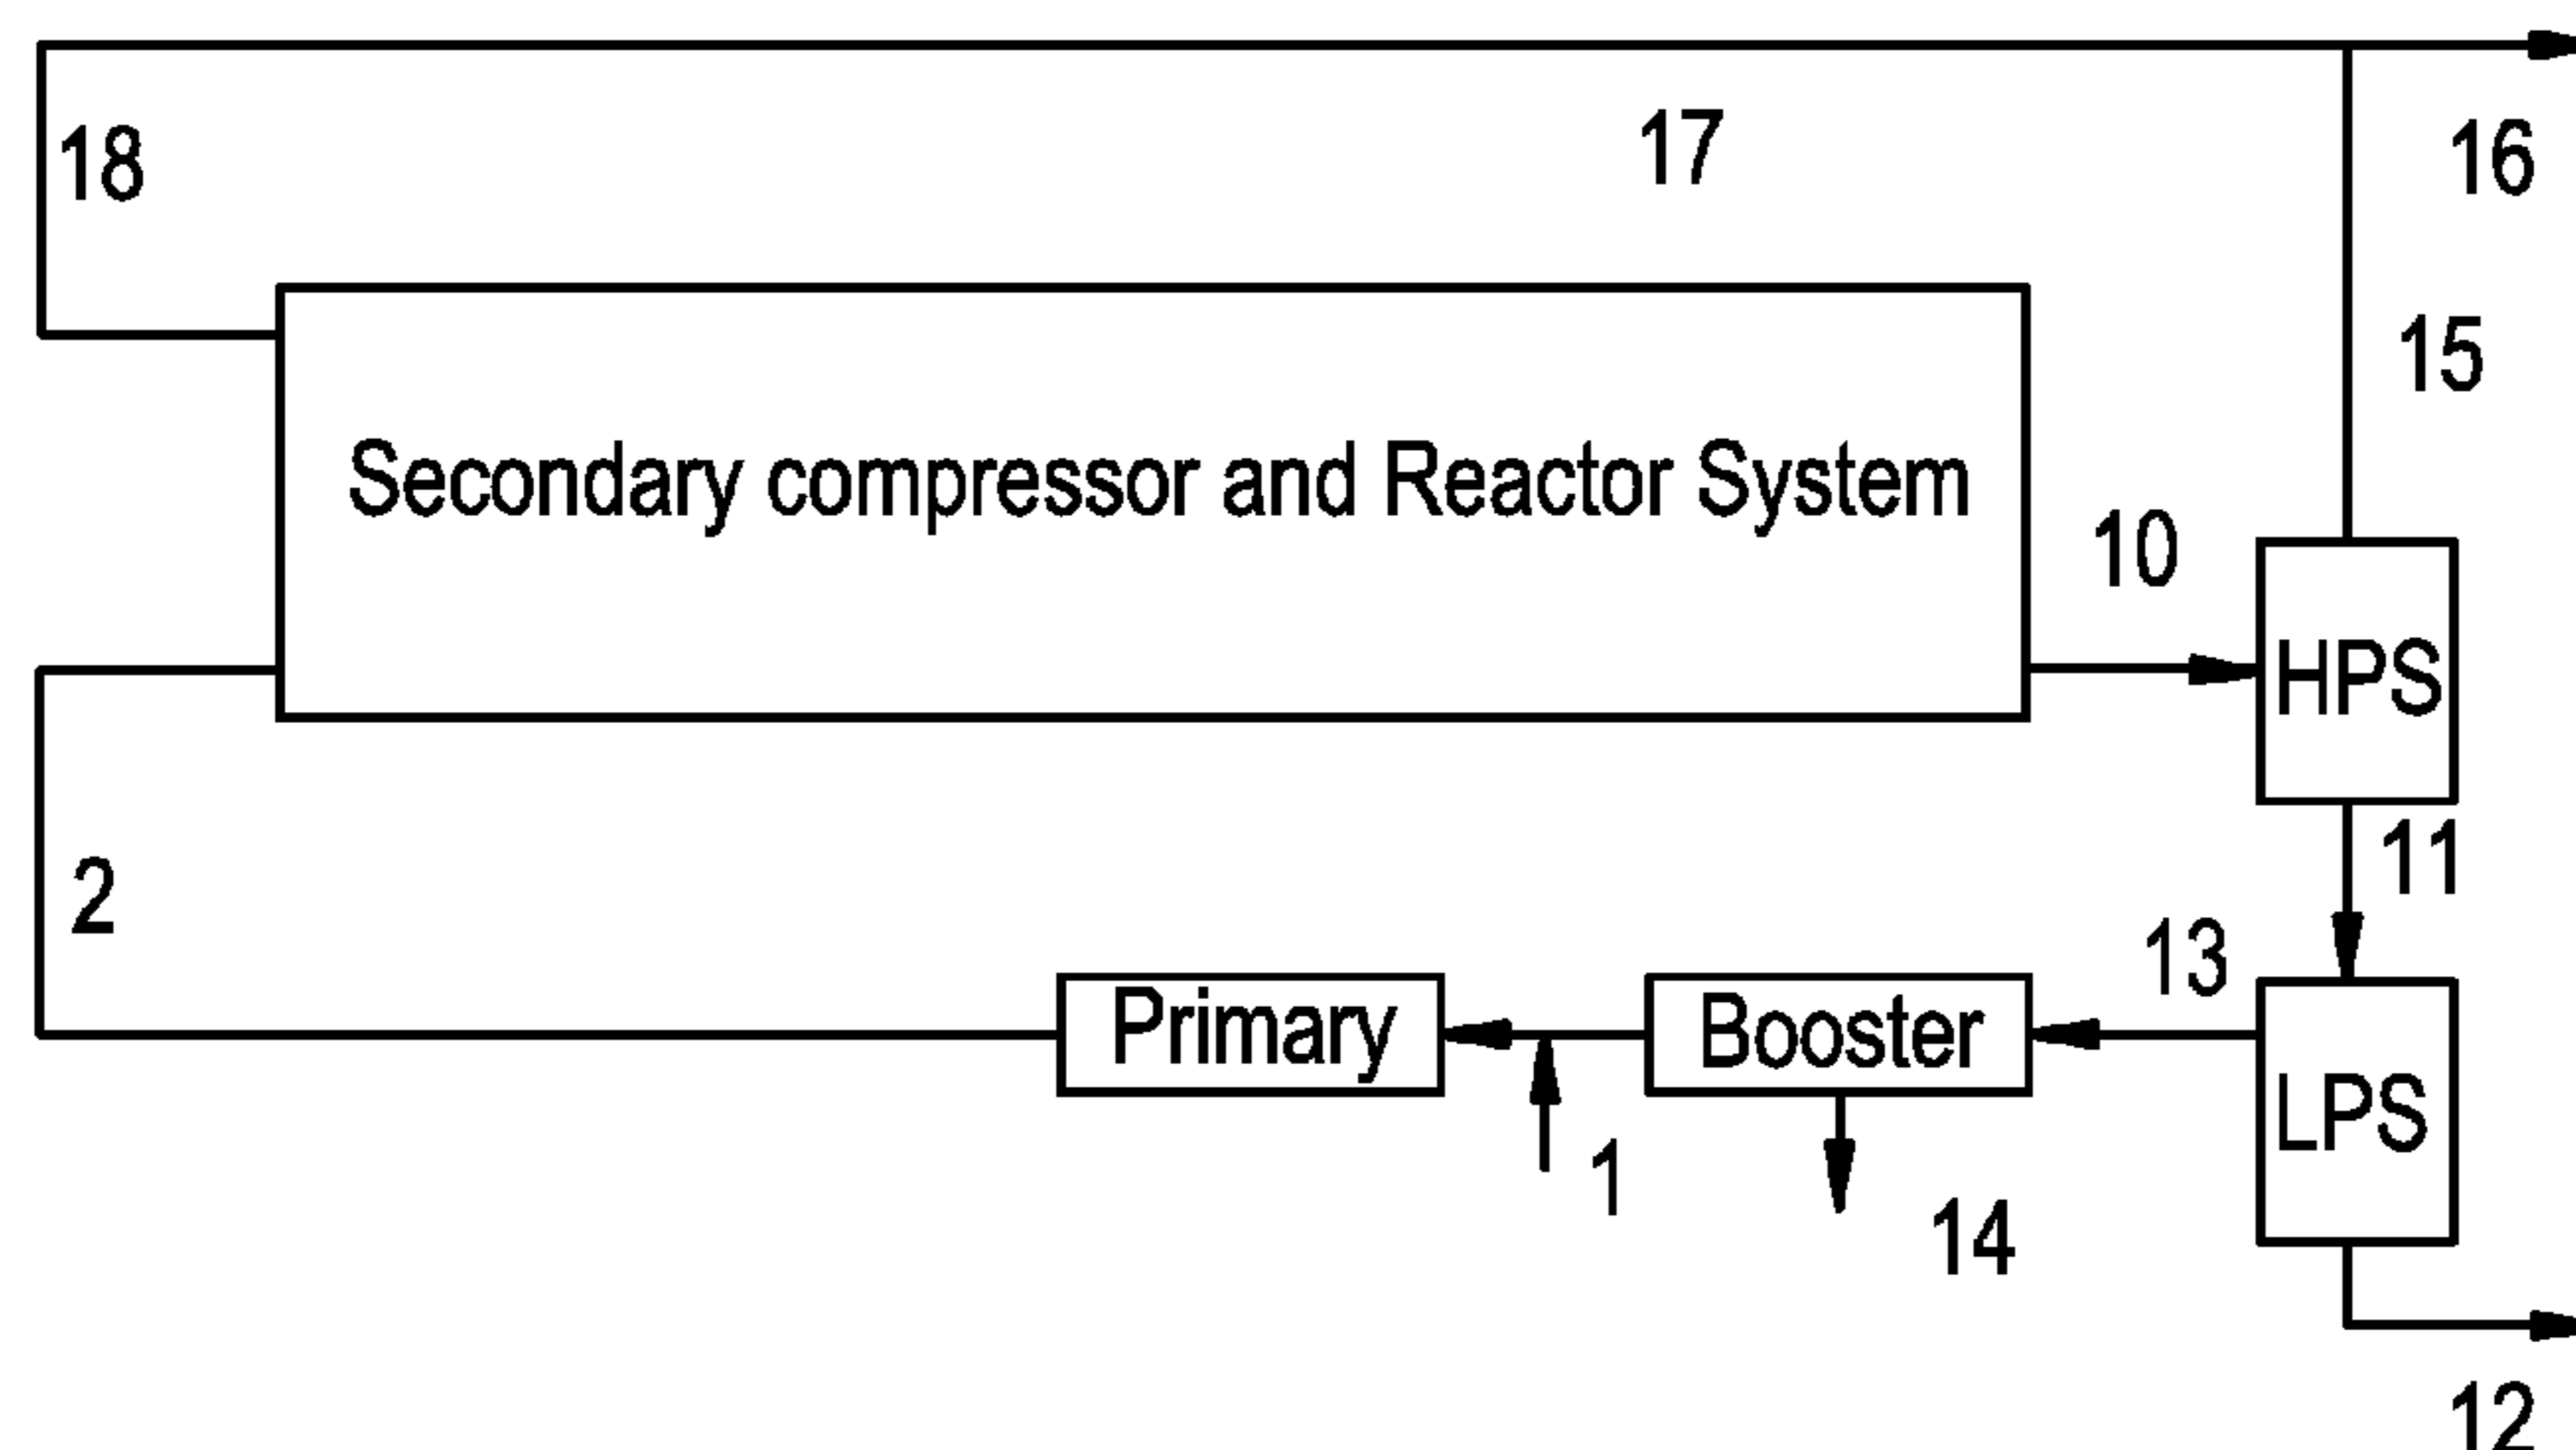 18
17
16
15
Secondary compressor and Reactor System
10
HPS
11
2
13
Primary
Booster
LPS
1
14
12